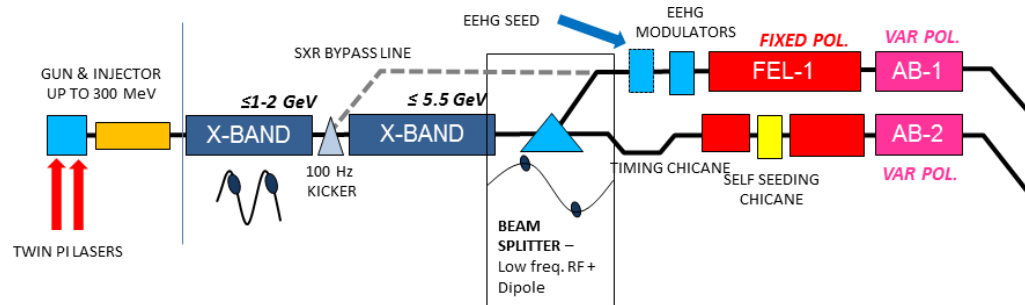 EEHG SEED
EEHG
MODULATORS
SXR BYPASS LINE
FIXED POL.
VAR POL.
GUN & INJECTOR
UP TO 300 MeV
≤1-2 GeV
≤ 5.5 GeV
FEL-1
AB-1
X-BAND
X-BAND
AB-2
100 Hz
KICKER
TIMING CHICANE
SELF SEEDING
CHICANE
VAR POL.
TWIN PI LASERS
BEAM
SPLITTER –
Low freq. RF +
Dipole